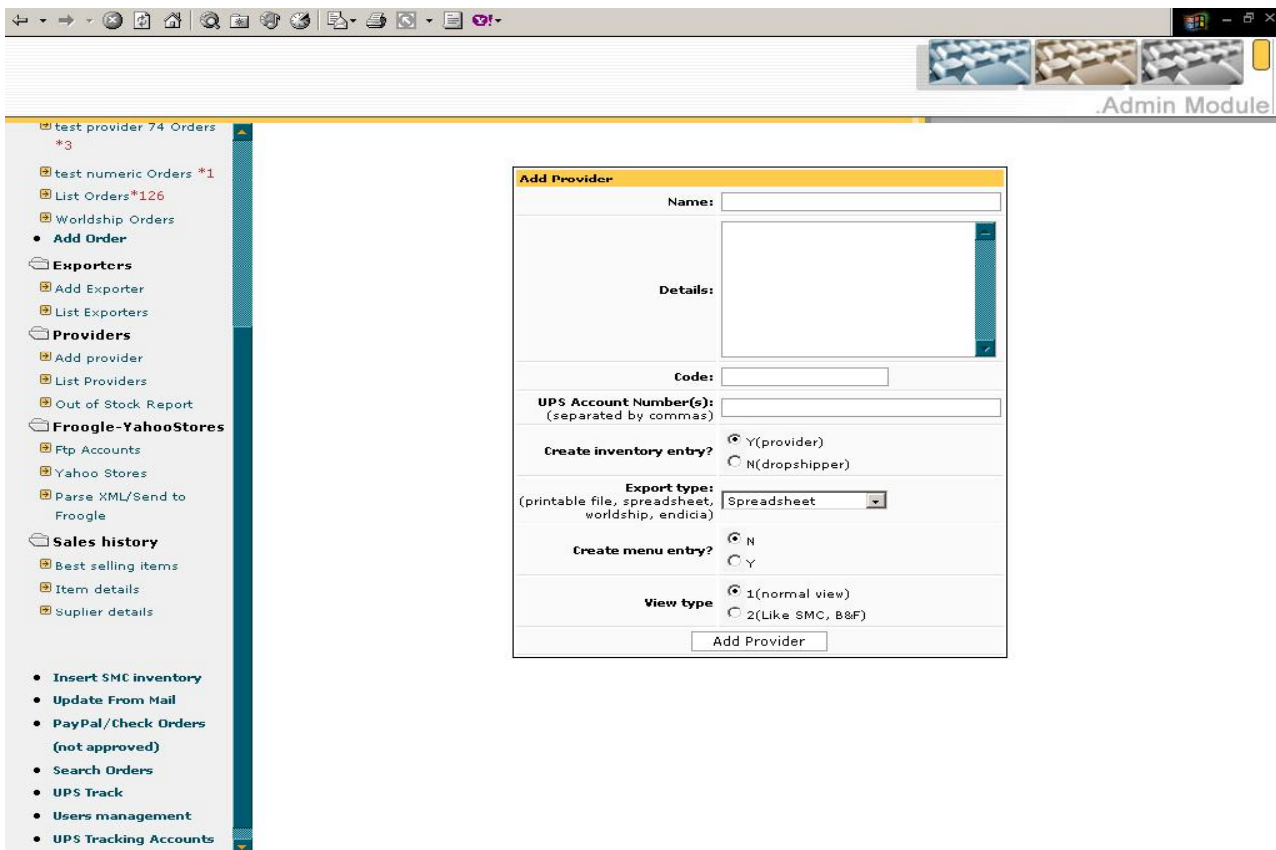 .Admin Module
test provider 74 Orders
*3
test numeric Orders *1
List Orders*126
Worldship Orders
Add Order
Exporters
Add Exporter
List Exporters
Providers
Add provider
List Providers
Out of Stock Report
Froogle-YahooStores
Ftp Accounts
Yahoo Stores
Parse XML/Send to
Froogle
Sales history
Best selling items
Item details
Suplier details
Insert SMC inventory
Update From Mail
PayPal/Check Orders
(not approved)
Search Orders
UPS Track
Users management
UPS Tracking Accounts
Add Provider
Name:
Details:
Code:
UPS Account Number(s):
(separated by commas)
Create inventory entry?
Y(provider)
N(dropshipper)
Export type:
(printable file, spreadsheet,
worldship, endicia)
Spreadsheet
Create menu entry?
N
Y
View type
1(normal view)
2(Like SMC, B&F)
Add Provider